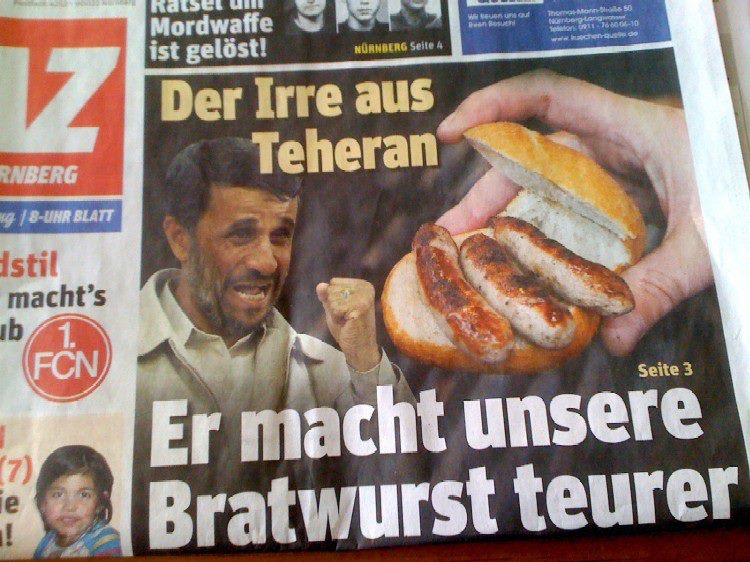 Rätsel um
Mordwaffe
ist gelöst!
NÜRNBERG Seite 4
Wir freuen uns auf
Ihren Besuch!
Thomas-Mann-Straße 50
Nürnberg-Langwasser
Telefon: 0911 - 76 60 06-10
www.kuechen-quelle.de
AZ
RNBERG
ug / 8-UHR BLATT
dstil
macht's
ub
1.
FCN
(7)
ie
!
Der Irre aus
Teheran
Seite 3
Er macht unsere
Bratwurst teurer